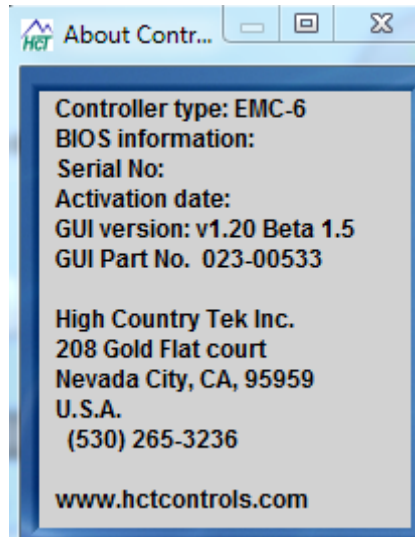 HCT About Contr...
Controller type: EMC-6
BIOS information:
Serial No:
Activation date:
GUI version: v1.20 Beta 1.5
GUI Part No. 023-00533
High Country Tek Inc.
208 Gold Flat court
Nevada City, CA, 95959
U.S.A.
(530) 265-3236
www.hctcontrols.com